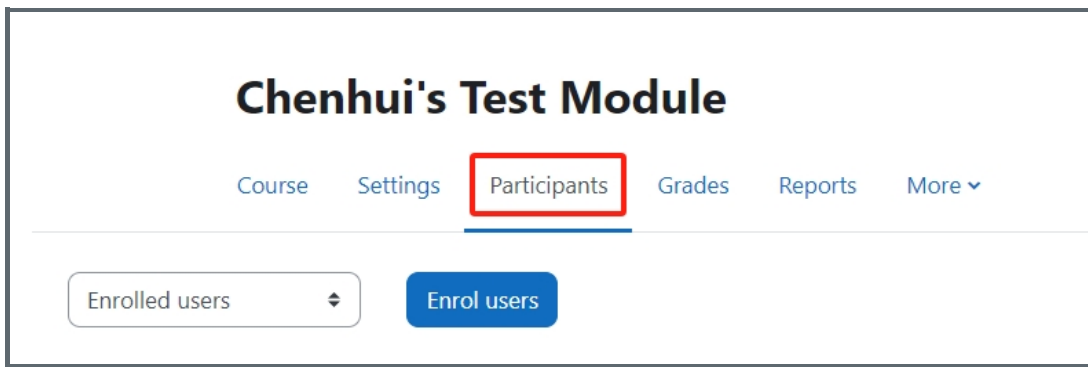 Chenhui's Test Module
Course Settings Participants Grades Reports More
Enrolled users Enrol users